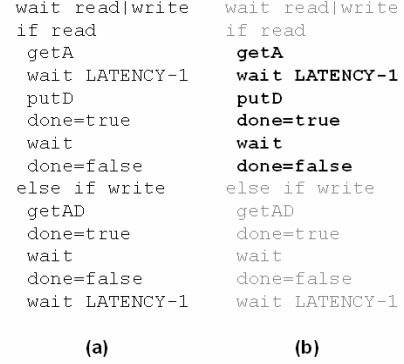 wait read|write
if read
getA
wait LATENCY-1
putD
done=true
wait
done=false
else if write
getAD
done=true
wait
done=false
wait LATENCY-1
(a)
wait read|write
if read
getA
wait LATENCY-1
putD
done=true
wait
done=false
else if write
getAD
done=true
wait
done=false
wait LATENCY-1
(b)